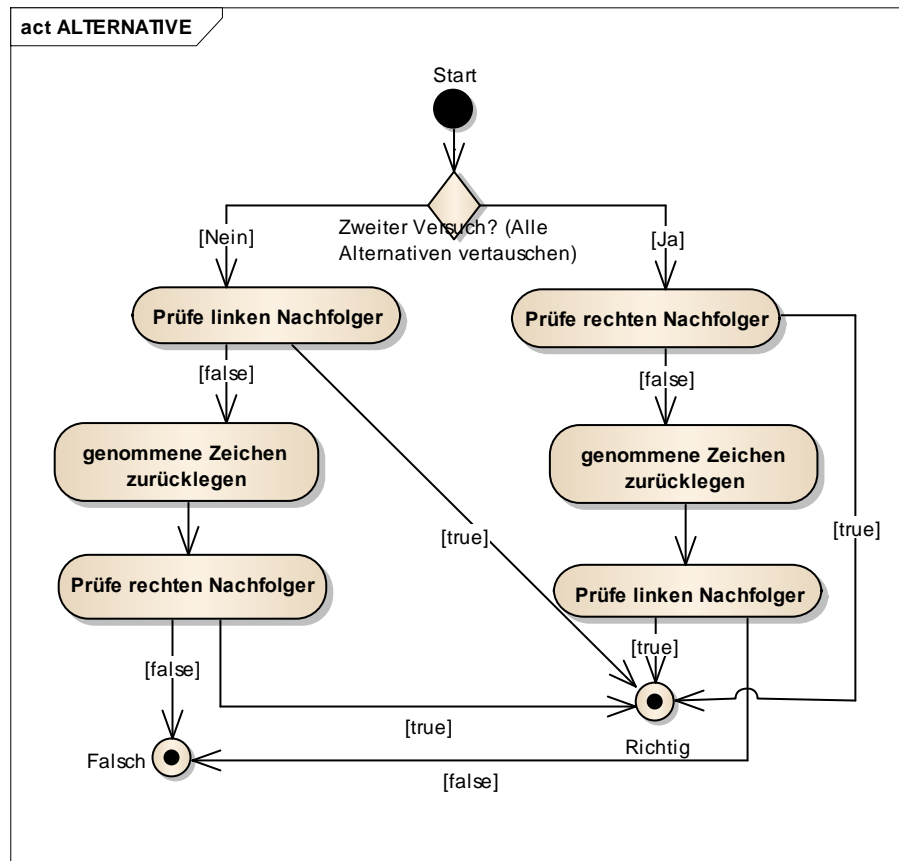 act ALTERNATIVE
Start
Zweiter Versuch? (Alle
Alternativen vertauschen)
[Nein]
[Ja]
Prüfe linken Nachfolger
Prüfe rechten Nachfolger
[false]
[false]
genommene Zeichen
zurücklegen
genommene Zeichen
zurücklegen
[true]
[true]
Prüfe rechten Nachfolger
Prüfe linken Nachfolger
[false]
[true]
[true]
Richtig
Falsch
[false]